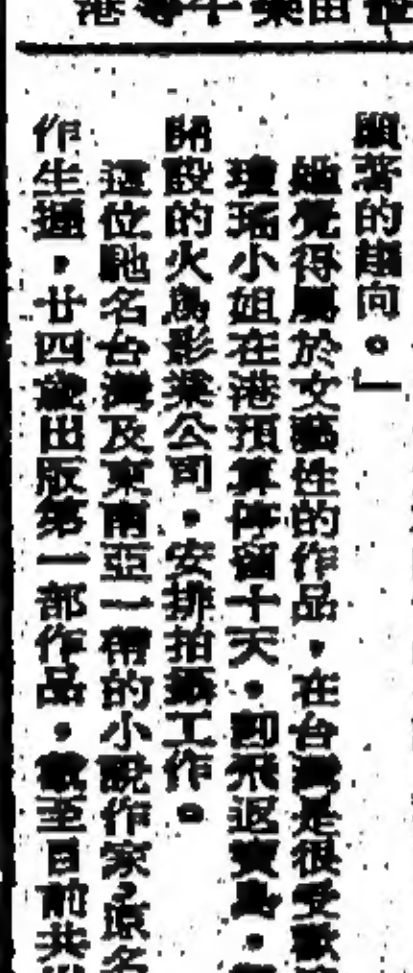 顯著的趨向。」
她覺得屬於文藝性的作品，在台灣是很受歡
瓊瑤小姐在港預算停留十天，即飛返寶島，
開設的火鳥影業公司，安排拍攝工作。
這位馳名台灣及東南亞一帶的小說作家，原名
作生涯，廿四歲出版第一部作品，截至目前共